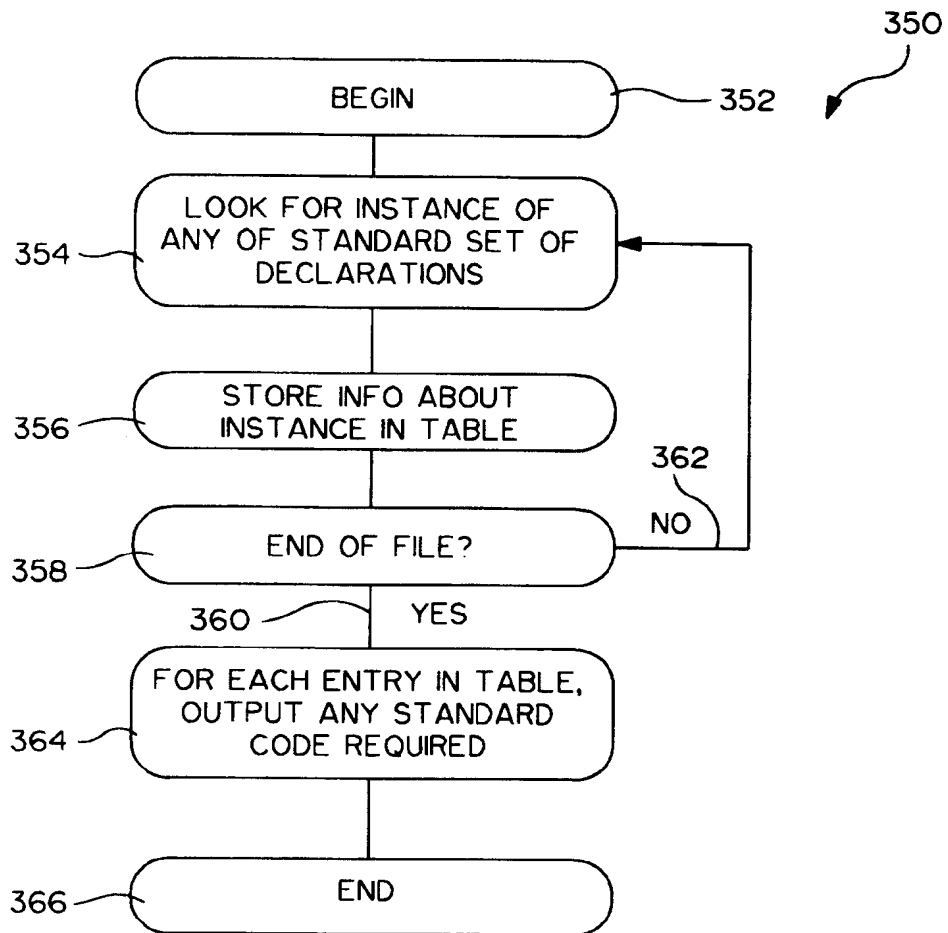 350
BEGIN
352
LOOK FOR INSTANCE OF
ANY OF STANDARD SET OF
DECLARATIONS
354
STORE INFO ABOUT
INSTANCE IN TABLE
356
362
NO
END OF FILE?
358
360
YES
FOR EACH ENTRY IN TABLE,
OUTPUT ANY STANDARD
CODE REQUIRED
364
END
366